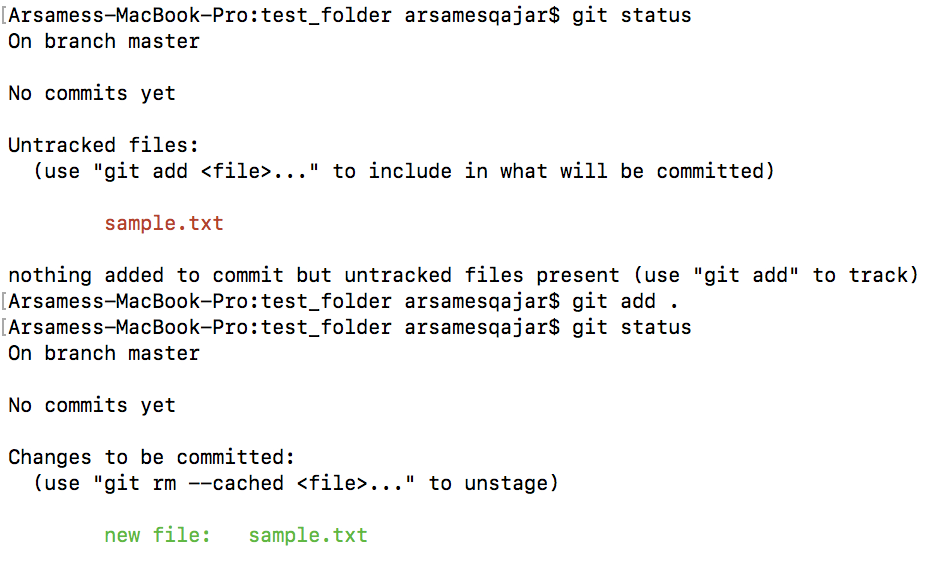 [Arsamess-MacBook-Pro:test_folder arsamesqajar$ git status
On branch master
No commits yet
Untracked files:
  (use "git add <file>..." to include in what will be committed)
        sample.txt
nothing added to commit but untracked files present (use "git add" to track)
[Arsamess-MacBook-Pro:test_folder arsamesqajar$ git add .
[Arsamess-MacBook-Pro:test_folder arsamesqajar$ git status
On branch master
No commits yet
Changes to be committed:
  (use "git rm --cached <file>..." to unstage)
        new file:   sample.txt